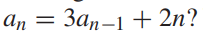 aₙ = 3aₙ₋₁ + 2n?